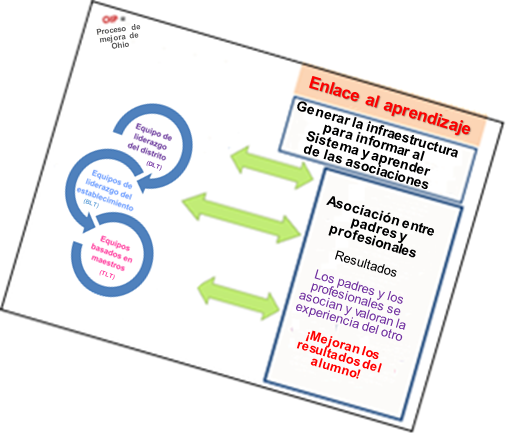 OIP
Proceso de
mejora de
Ohio
Equipo de
liderazgo
del distrito
(DLT)
Equipos de
liderazgo del
establecimiento
(BLT)
Equipos
basados en
maestros
(TLT)
Enlace al aprendizaje
Generar la infraestructura
para informar al
Sistema y aprender
de las asociaciones
Asociación entre
padres y
profesionales
Resultados
Los padres y los
profesionales se
asocian y valoran la
experiencia del otro
¡Mejoran los
resultados del
alumno!